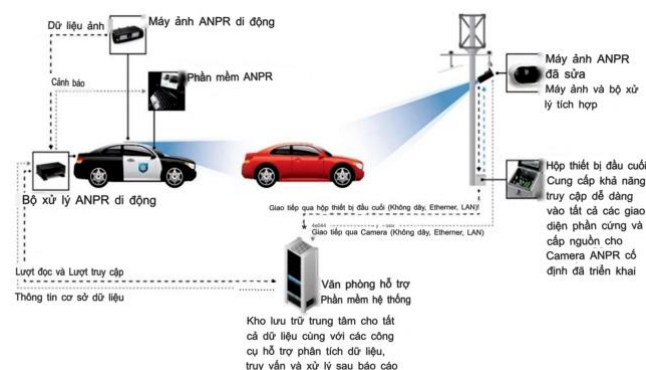 Dữ liệu ảnh
Máy ảnh ANPR di động
Cảnh báo
Phần mềm ANPR
Bộ xử lý ANPR di động
Máy ảnh ANPR
đã sửa
Máy ảnh và bộ xử
lý tích hợp
Hộp thiết bị đầu cuối
Cung cấp khả năng
truy cập dễ dàng
vào tất cả các giao
diện phần cứng và
cấp nguồn cho
Camera ANPR cố
định đã triển khai
Giao tiếp qua hộp thiết bị đầu cuối (Không dây, Etherner, LAN)
Giao tiếp qua Camera (Không dây, Etherner, LAN)
Lượt đọc và Lượt truy cập
Thông tin cơ sở dữ liệu
Văn phòng hỗ trợ
Phần mềm hệ thống
Kho lưu trữ trung tâm cho tất
cả dữ liệu cùng với các công
cụ hỗ trợ phân tích dữ liệu,
truy vấn và xử lý sau báo cáo